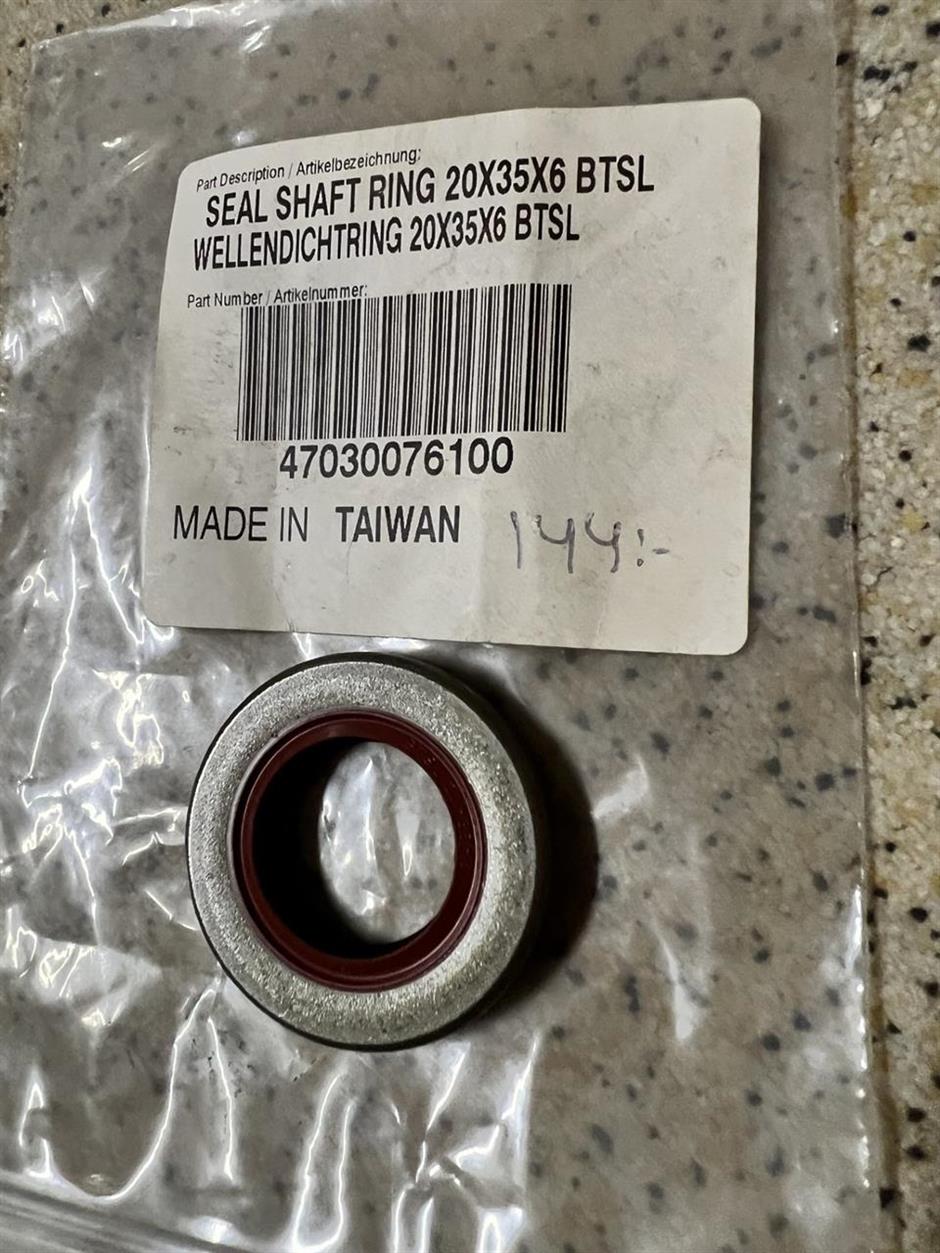 Part Description / Artikelbezeichnung:
SEAL SHAFT RING 20X35X6 BTSL
WELLENDICHTRING 20X35X6 BTSL
Part Number / Artikelnummer:
47030076100
MADE IN TAIWAN 144:-